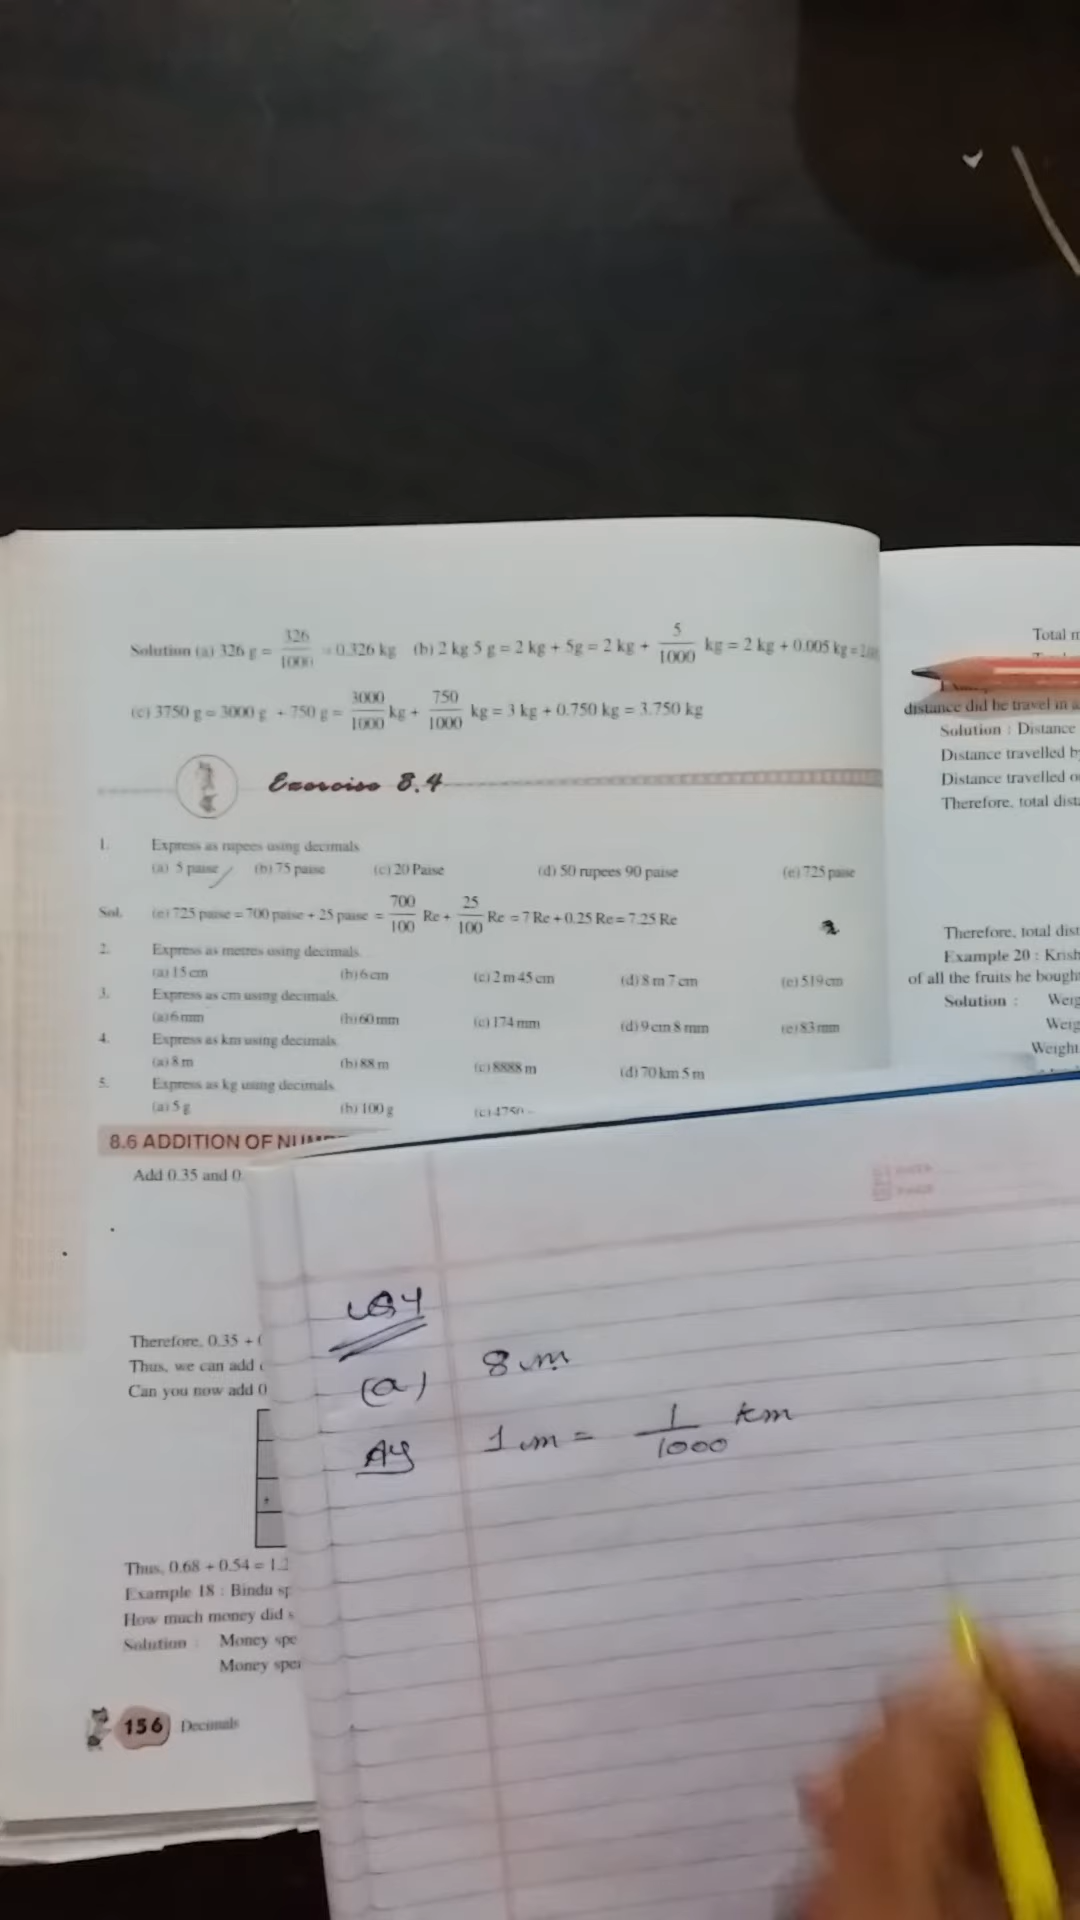 Solution (a) 326 g = 326/1000 = 0.326 kg (b) 2 kg 5 g = 2 kg + 5g = 2 kg + 5/1000 kg = 2 kg + 0.005 kg =
(c) 3750 g = 3000 g + 750 g = 3000/1000 kg + 750/1000 kg = 3 kg + 0.750 kg = 3.750 kg
Exercise 8.4
1. Express as rupees using decimals
(a) 5 paise (b) 75 paise (c) 20 Paise (d) 50 rupees 90 paise (e) 725 paise
Sol. (e) 725 paise = 700 paise + 25 paise = 700/100 Re + 25/100 Re = 7 Re + 0.25 Re = 7.25 Re
2. Express as metres using decimals.
(a) 15 cm (b) 6 cm (c) 2 m 45 cm (d) 8 m 7 cm (e) 519 cm
3. Express as cm using decimals.
(a) 6 mm (b) 60 mm (c) 174 mm (d) 9 cm 8 mm (e) 83 mm
4. Express as km using decimals.
(a) 8 m (b) 88 m (c) 8888 m (d) 70 km 5 m
5. Express as kg using decimals
(a) 5 g (b) 100 g (c) 4750
8.6 ADDITION OF
Add 0.35 and 0.
Therefore, 0.35 +
Thus, we can add
Can you now add 0
+
Thus, 0.68 + 0.54 = 1.2
Example 18 : Bindu
How much money did
Solution : Money
Money
156 Decimals
Total
distance did he travel in
Solution : Distance
Distance travelled
Distance travelled
Therefore, total
Therefore, total
Example 20 :
of all the fruits he
Solution :
Weight
(a) 8 m
1 m = 1/1000 km